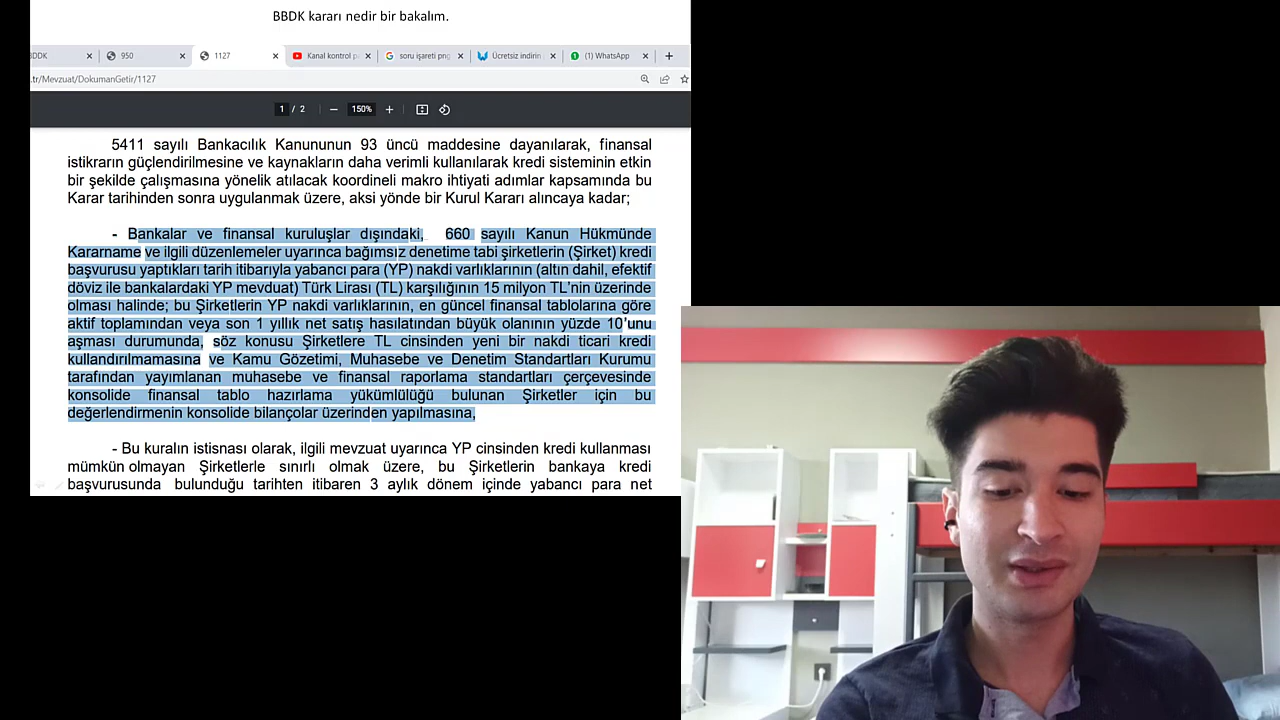 BBDK kararı nedir bir bakalım.
DDK
950
1127
Kanal kontrol p
soru işareti png
Ücretsiz indirin
(1) WhatsApp
.tr/Mevzuat/DokumanGetir/1127
1 / 2
150%
5411 sayılı Bankacılık Kanununun 93 üncü maddesine dayanılarak, finansal
istikrarın güçlendirilmesine ve kaynakların daha verimli kullanılarak kredi sisteminin etkin
bir şekilde çalışmasına yönelik atılacak koordineli makro ihtiyati adımlar kapsamında bu
Karar tarihinden sonra uygulanmak üzere, aksi yönde bir Kurul Kararı alıncaya kadar;
- Bankalar ve finansal kuruluşlar dışındaki, 660 sayılı Kanun Hükmünde
Kararname ve ilgili düzenlemeler uyarınca bağımsız denetime tabi şirketlerin (Şirket) kredi
başvurusu yaptıkları tarih itibarıyla yabancı para (YP) nakdi varlıklarının (altın dahil, efektif
döviz ile bankalardaki YP mevduat) Türk Lirası (TL) karşılığının 15 milyon TL'nin üzerinde
olması halinde; bu Şirketlerin YP nakdi varlıklarının, en güncel finansal tablolarına göre
aktif toplamından veya son 1 yıllık net satış hasılatından büyük olanının yüzde 10'unu
aşması durumunda, söz konusu Şirketlere TL cinsinden yeni bir nakdi ticari kredi
kullandırılmamasına ve Kamu Gözetimi, Muhasebe ve Denetim Standartları Kurumu
tarafından yayımlanan muhasebe ve finansal raporlama standartları çerçevesinde
konsolide finansal tablo hazırlama yükümlülüğü bulunan Şirketler için bu
değerlendirmenin konsolide bilançolar üzerinden yapılmasına,
- Bu kuralın istisnası olarak, ilgili mevzuat uyarınca YP cinsinden kredi kullanması
mümkün olmayan Şirketlerle sınırlı olmak üzere, bu Şirketlerin bankaya kredi
başvurusunda bulunduğu tarihten itibaren 3 aylık dönem içinde yabancı para net